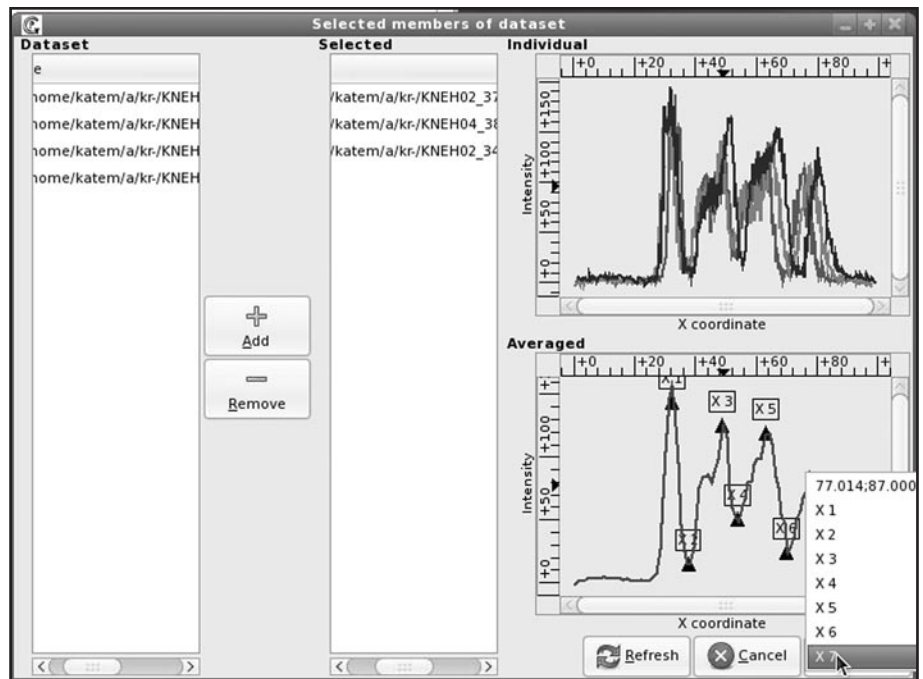 Selected members of dataset
Dataset
e
home/katem/a/kr-/KNEH
home/katem/a/kr-/KNEH
home/katem/a/kr-/KNEH
home/katem/a/kr-/KNEH
Add
Remove
Selected
/katem/a/kr-/KNEH02_37
/katem/a/kr-/KNEH04_38
/katem/a/kr-/KNEH02_34
Individual
+0 +20 +40 +60 +80 +
+150
+100
+50
+0
Intensity
X coordinate
Averaged
+0 +20 +40 +60 +80 +
+
+100
+50
+0
Intensity
X 1
X 2
X 3
X 4
X 5
X 6
X coordinate
77.014;87.000
X 1
X 2
X 3
X 4
X 5
X 6
X 7
Refresh
Cancel